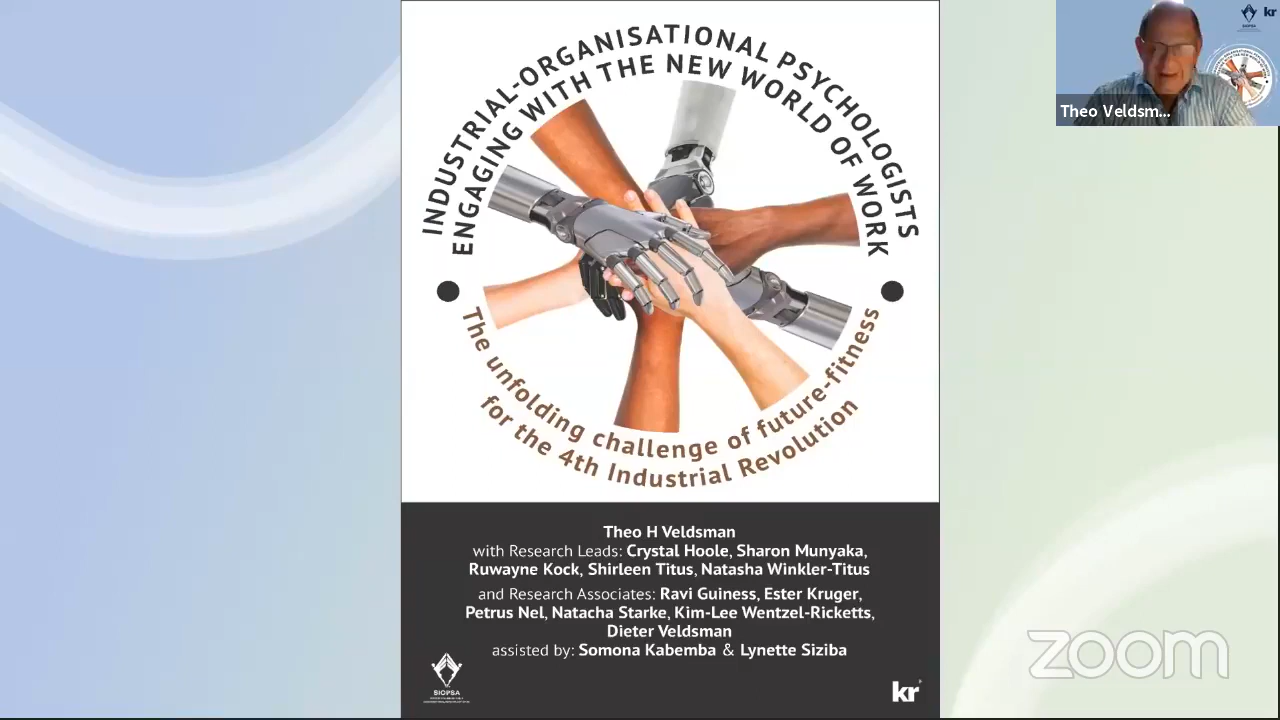 INDUSTRIAL-ORGANISATIONAL PSYCHOLOGISTS
ENGAGING WITH THE NEW WORLD OF WORK
The unfolding challenge of future-fitness
for the 4th Industrial Revolution
Theo H Veldsman
with Research Leads: Crystal Hoole, Sharon Munyaka,
Ruwayne Kock, Shirleen Titus, Natasha Winkler-Titus
and Research Associates: Ravi Guiness, Ester Kruger,
Petrus Nel, Natacha Starke, Kim-Lee Wentzel-Ricketts,
Dieter Veldsman
assisted by: Somona Kabemba & Lynette Siziba
kr
kr
Theo Veldsm...
zoom